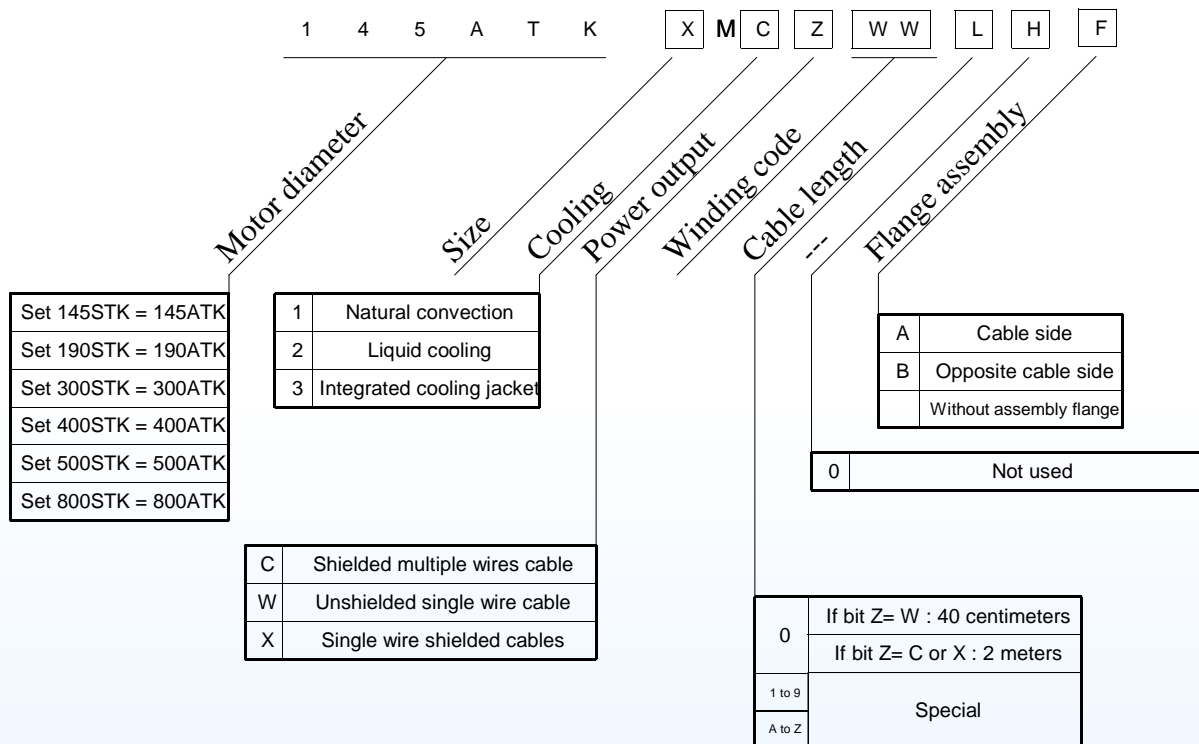 1 4 5 A T K X M C Z W W L H F
Motor diameter
Size
Cooling
Power output
Winding code
Cable length
---
Flange assembly
Set 145STK = 145ATK
Set 190STK = 190ATK
Set 300STK = 300ATK
Set 400STK = 400ATK
Set 500STK = 500ATK
Set 800STK = 800ATK
1 Natural convection
2 Liquid cooling
3 Integrated cooling jacket
A Cable side
B Opposite cable side
Without assembly flange
0 Not used
C Shielded multiple wires cable
W Unshielded single wire cable
X Single wire shielded cables
0 If bit Z= W : 40 centimeters
If bit Z= C or X : 2 meters
1 to 9
Special
A to Z